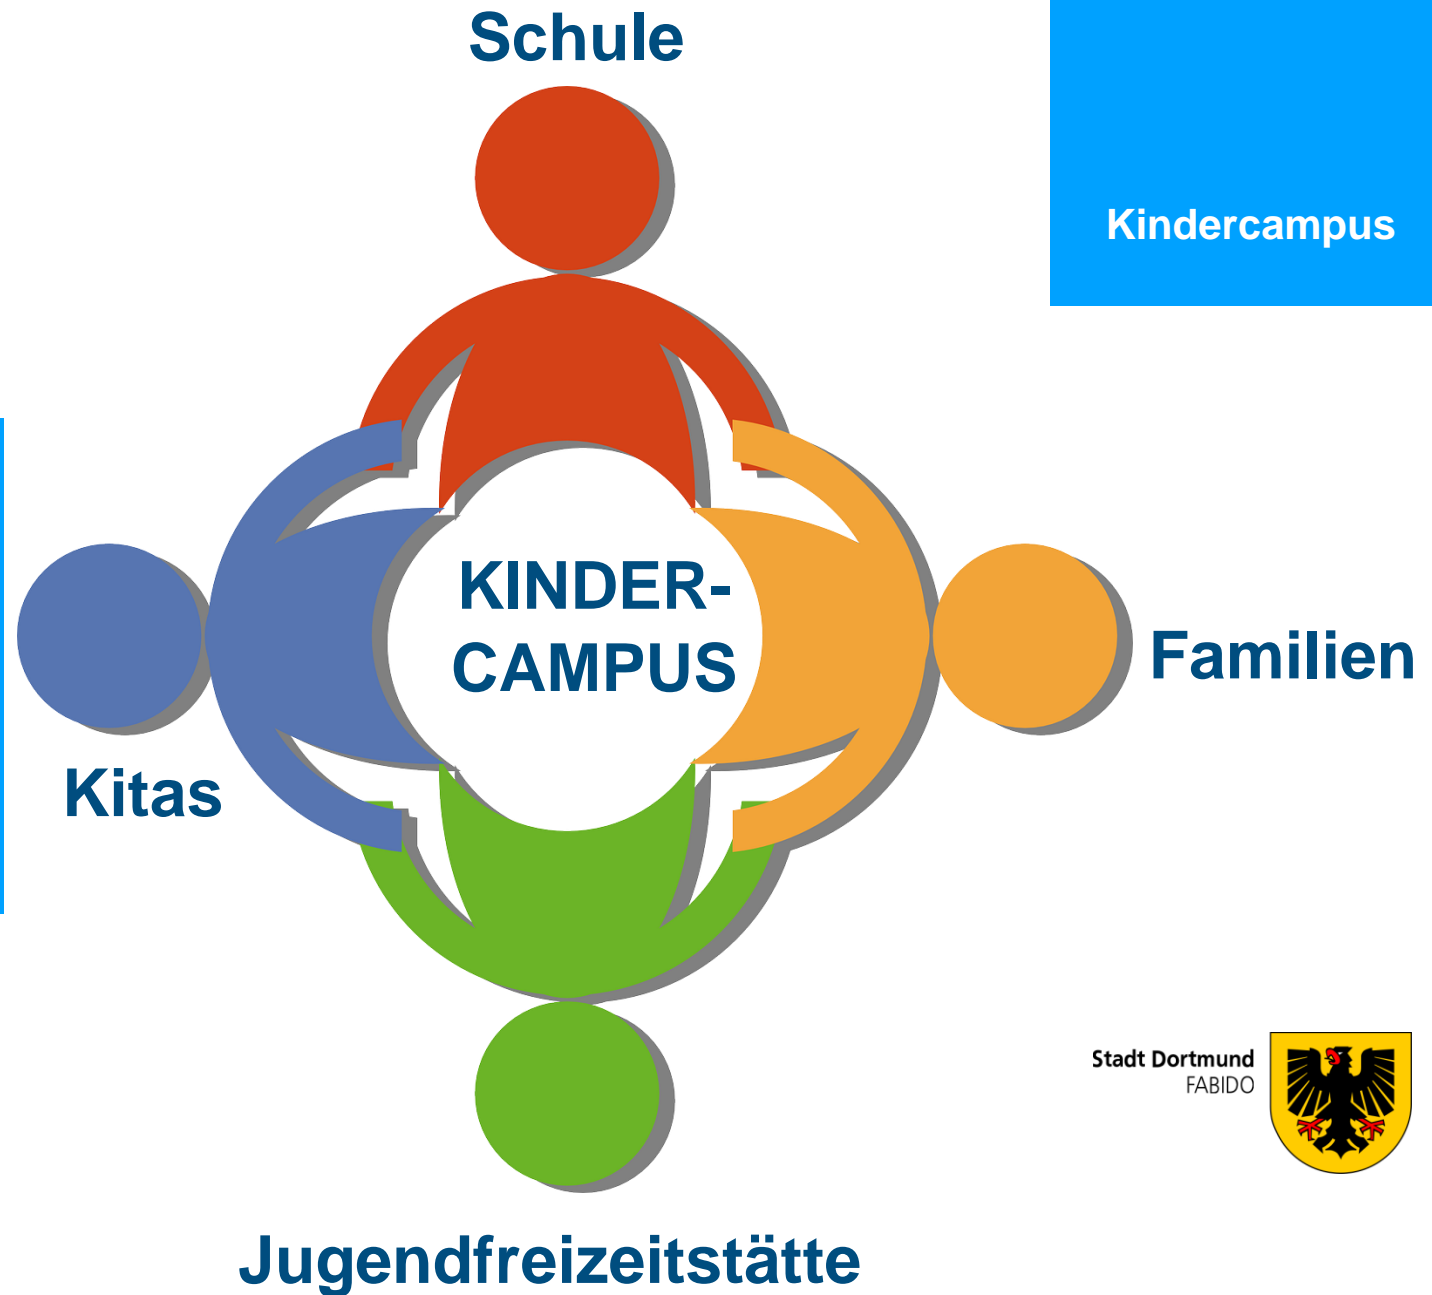 Schule
Kindercampus
KINDER-
CAMPUS
Familien
Kitas
Stadt Dortmund
FABIDO
Jugendfreizeitstätte